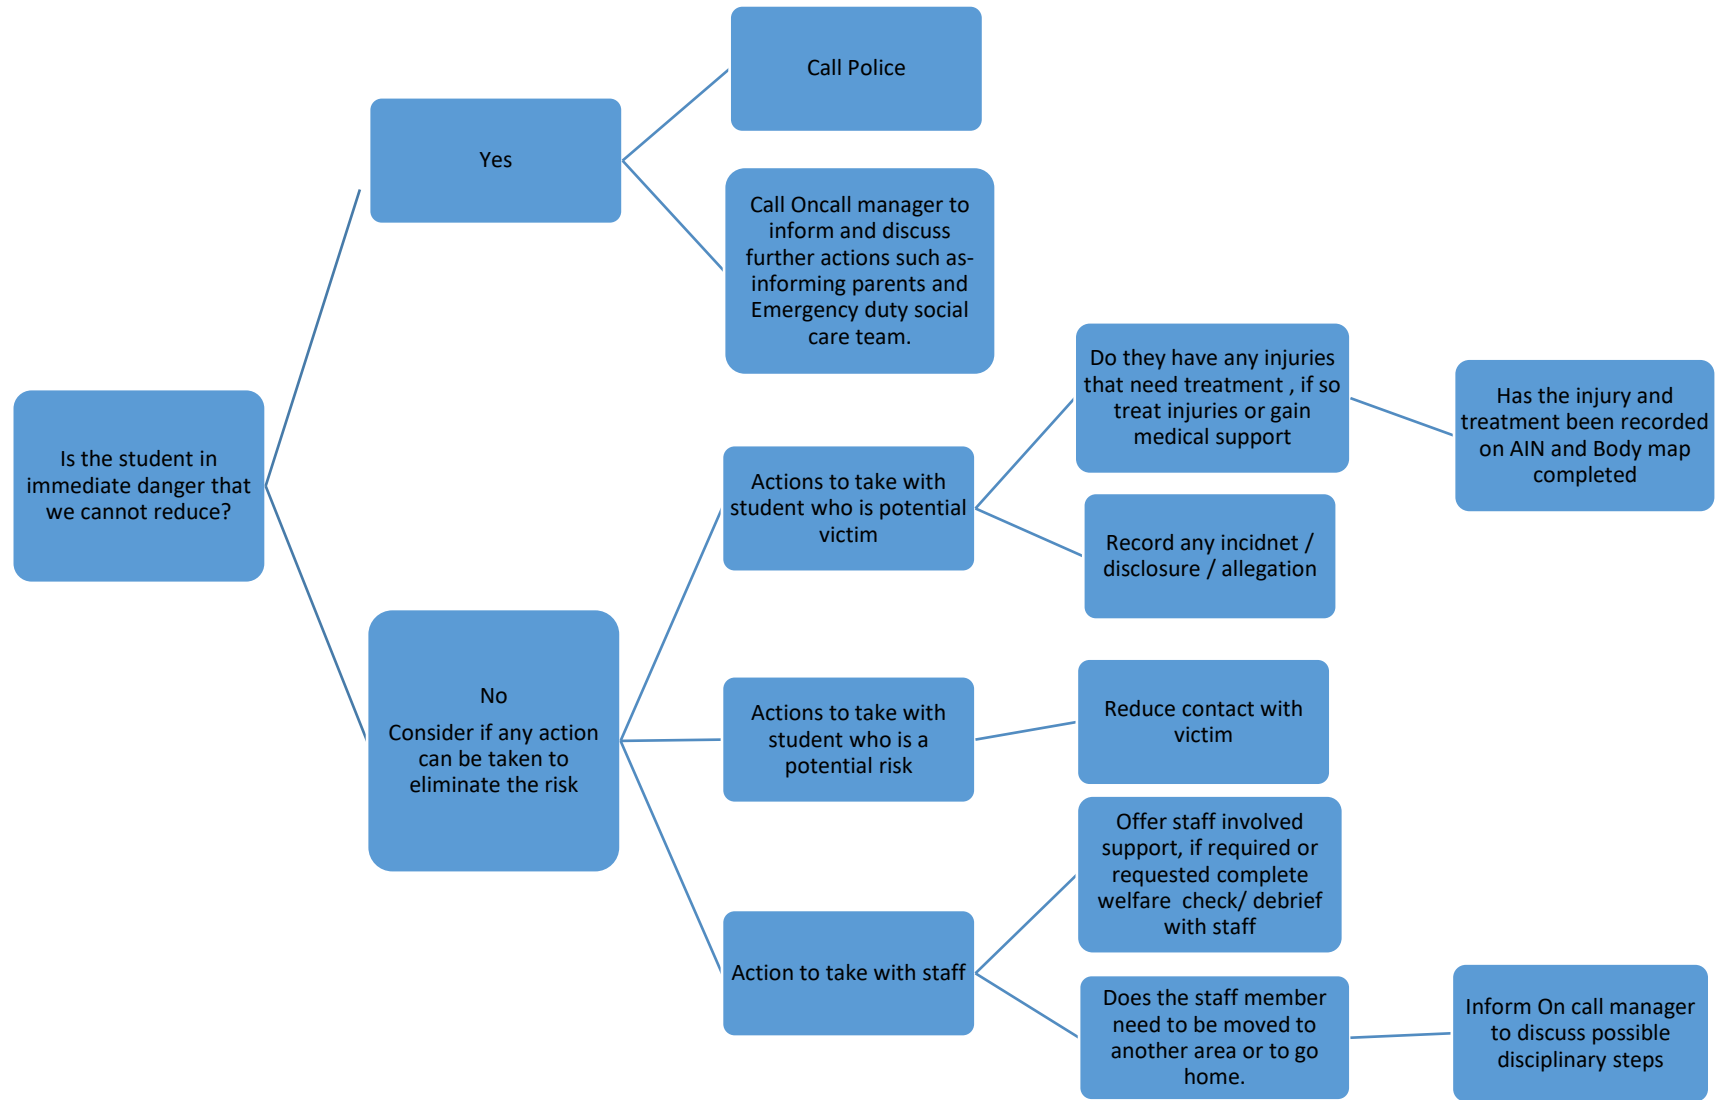 Is the student in
immediate danger that
we cannot reduce?
Yes
Call Police
Call Oncall manager to
inform and discuss
further actions such as-
informing parents and
Emergency duty social
care team.
No
Consider if any action
can be taken to
eliminate the risk
Actions to take with
student who is potential
victim
Do they have any injuries
that need treatment , if so
treat injuries or gain
medical support
Has the injury and
treatment been recorded
on AIN and Body map
completed
Record any incidnet /
disclosure / allegation
Actions to take with
student who is a
potential risk
Reduce contact with
victim
Action to take with staff
Offer staff involved
support, if required or
requested complete
welfare check/ debrief
with staff
Does the staff member
need to be moved to
another area or to go
home.
Inform On call manager
to discuss possible
disciplinary steps